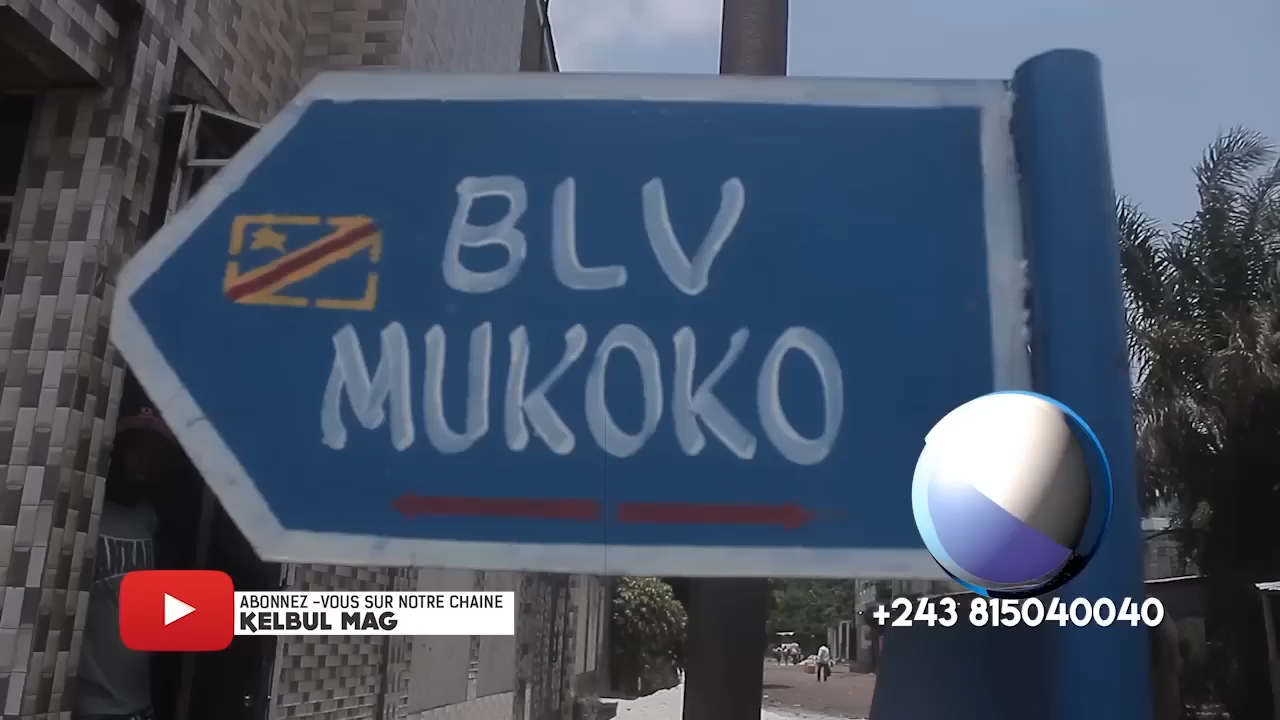 BLV
MUKOKO
ABONNEZ -VOUS SUR NOTRE CHAINE
KELBUL MAG
+243 815040040